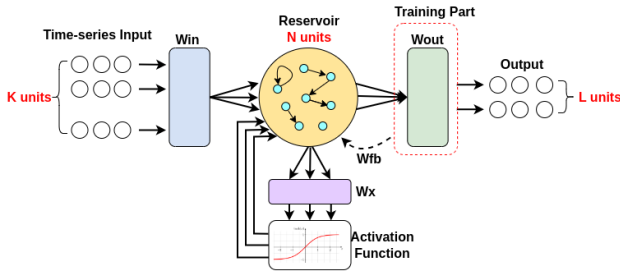 Training Part
Reservoir
N units
Time-series Input
Win
Wout
Output
K units
L units
Wfb
Wx
Activation
Function